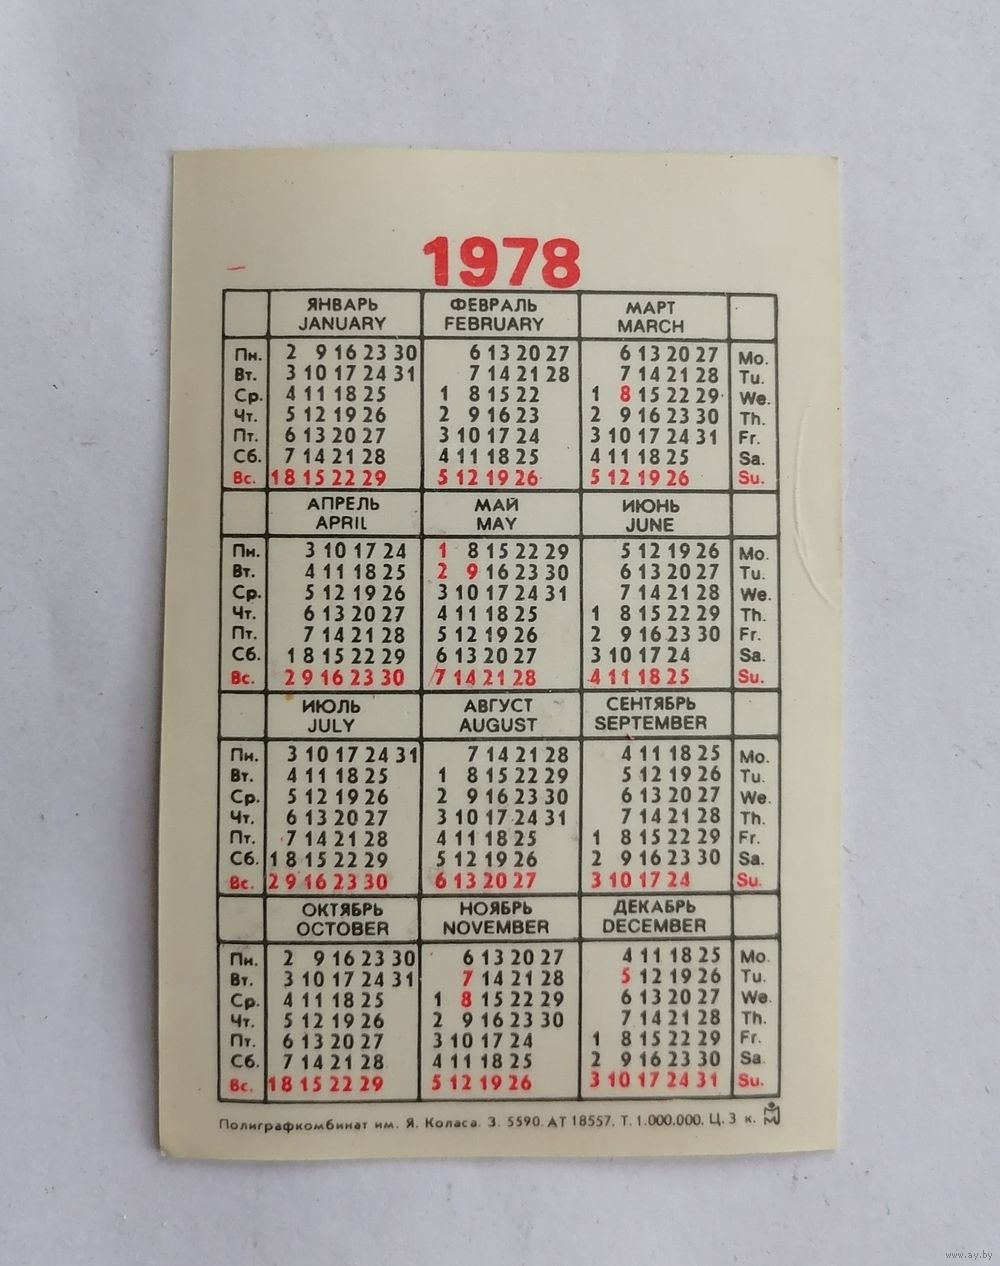 1978
ЯНВАРЬ ФЕВРАЛЬ МАРТ
JANUARY FEBRUARY MARCH
Пн. 2 9 16 23 30 6 13 20 27 6 13 20 27 Mo.
Вт. 3 10 17 24 31 7 14 21 28 7 14 21 28 Tu.
Ср. 4 11 18 25 1 8 15 22 1 8 15 22 29 We.
Чт. 5 12 19 26 2 9 16 23 2 9 16 23 30 Th.
Пт. 6 13 20 27 3 10 17 24 3 10 17 24 31 Fr.
Сб. 7 14 21 28 4 11 18 25 4 11 18 25 Sa.
Вс. 1 8 15 22 29 5 12 19 26 5 12 19 26 Su.
АПРЕЛЬ МАЙ ИЮНЬ
APRIL MAY JUNE
Пн. 3 10 17 24 1 8 15 22 29 5 12 19 26 Mo.
Вт. 4 11 18 25 2 9 16 23 30 6 13 20 27 Tu.
Ср. 5 12 19 26 3 10 17 24 31 7 14 21 28 We.
Чт. 6 13 20 27 4 11 18 25 1 8 15 22 29 Th.
Пт. 7 14 21 28 5 12 19 26 2 9 16 23 30 Fr.
Сб. 1 8 15 22 29 6 13 20 27 3 10 17 24 Sa.
Вс. 2 9 16 23 30 7 14 21 28 4 11 18 25 Su.
ИЮЛЬ АВГУСТ СЕНТЯБРЬ
JULY AUGUST SEPTEMBER
Пн. 3 10 17 24 31 7 14 21 28 4 11 18 25 Mo.
Вт. 4 11 18 25 1 8 15 22 29 5 12 19 26 Tu.
Ср. 5 12 19 26 2 9 16 23 30 6 13 20 27 We.
Чт. 6 13 20 27 3 10 17 24 31 7 14 21 28 Th.
Пт. 7 14 21 28 4 11 18 25 1 8 15 22 29 Fr.
Сб. 1 8 15 22 29 5 12 19 26 2 9 16 23 30 Sa.
Вс. 2 9 16 23 30 6 13 20 27 3 10 17 24 Su.
ОКТЯБРЬ НОЯБРЬ ДЕКАБРЬ
OCTOBER NOVEMBER DECEMBER
Пн. 2 9 16 23 30 6 13 20 27 4 11 18 25 Mo.
Вт. 3 10 17 24 31 7 14 21 28 5 12 19 26 Tu.
Ср. 4 11 18 25 1 8 15 22 29 6 13 20 27 We.
Чт. 5 12 19 26 2 9 16 23 30 7 14 21 28 Th.
Пт. 6 13 20 27 3 10 17 24 1 8 15 22 29 Fr.
Сб. 7 14 21 28 4 11 18 25 2 9 16 23 30 Sa.
Вс. 1 8 15 22 29 5 12 19 26 3 10 17 24 31 Su.
Полиграфкомбинат им. Я. Коласа. З. 5590. АТ 18557. Т. 1.000.000. Ц. 3 к.
www.ay.by